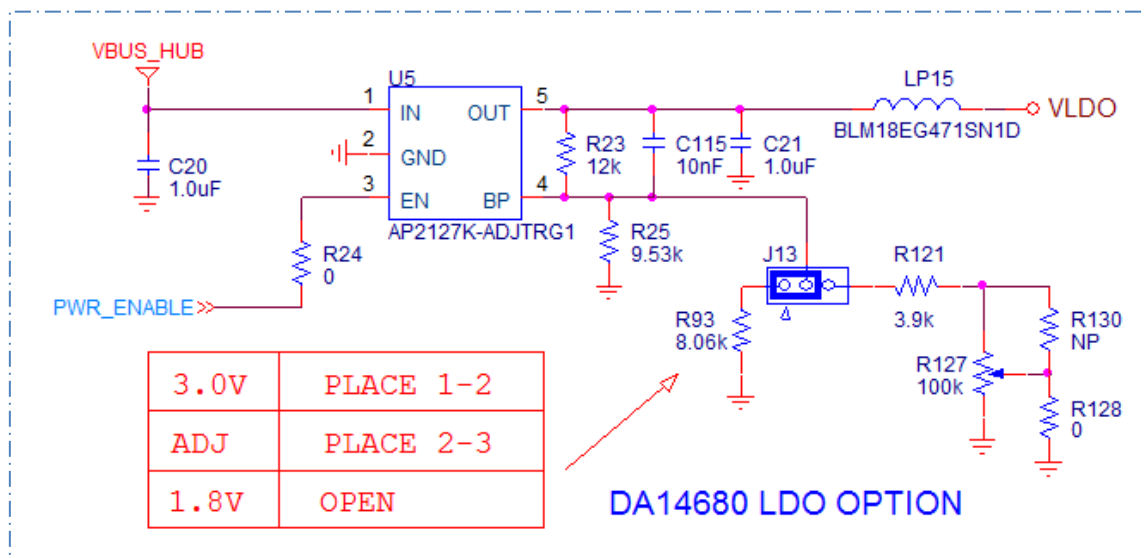 VBUS_HUB
U5
LP15
1
IN
OUT
5
VLDO
BLM18EG471SN1D
2
GND
R23
12k
C115
10nF
C21
1.0uF
C20
1.0uF
3
EN
BP
4
AP2127K-ADJTRG1
R25
9.53k
R24
0
J13
R121
3.9k
PWR_ENABLE
R93
8.06k
R130
NP
R127
100k
R128
0
3.0V PLACE 1-2
ADJ PLACE 2-3
1.8V OPEN
DA14680 LDO OPTION